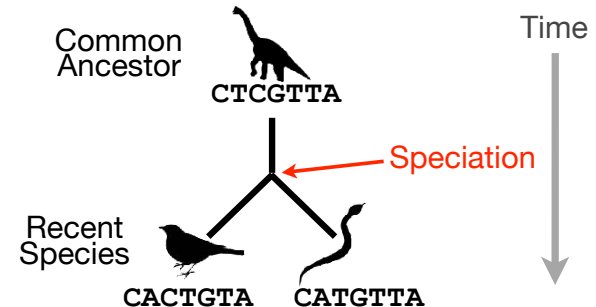 Common
Ancestor
Time
CTCGTTA
Speciation
Recent
Species
CACTGTA
CATGTTA